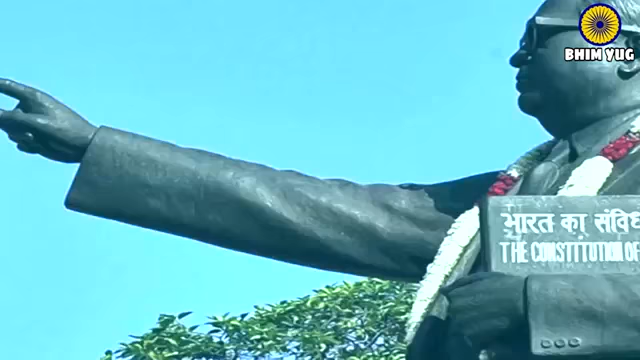 BHIM YUG
भारत का संवि
THE CONSTITUTION OF